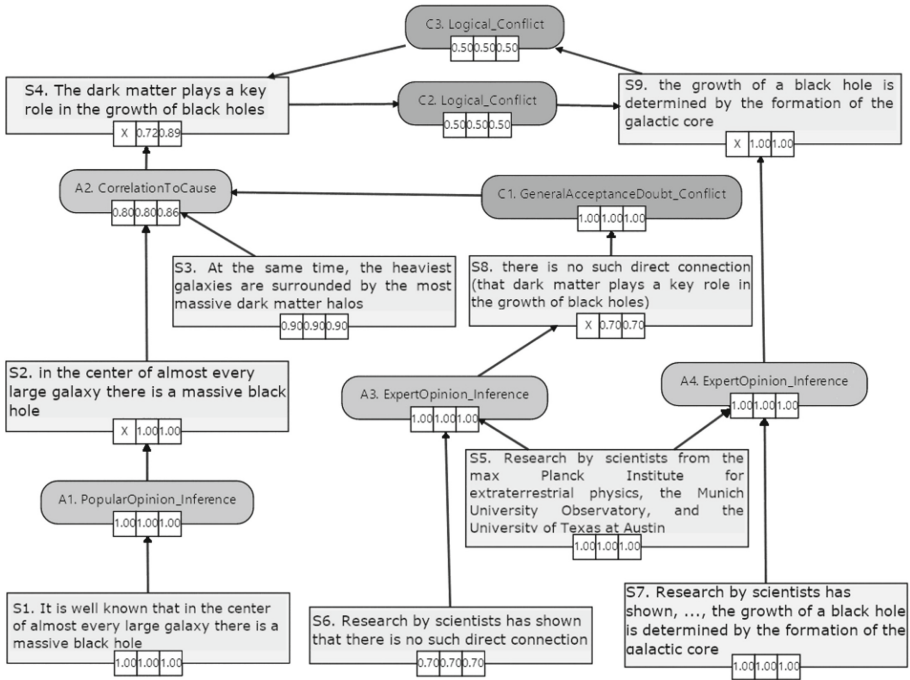 C3. Logical_Conflict
0.50 0.50 0.50
S4. The dark matter plays a key
role in the growth of black holes
X 0.72 0.89
C2. Logical_Conflict
0.50 0.50 0.50
S9. the growth of a black hole is
determined by the formation of the
galactic core
X 1.00 1.00
A2. CorrelationToCause
0.80 0.80 0.86
C1. GeneralAcceptanceDoubt_Conflict
1.00 1.00 1.00
S3. At the same time, the heaviest
galaxies are surrounded by the most
massive dark matter halos
0.90 0.90 0.90
S8. there is no such direct connection
(that dark matter plays a key role in
the growth of black holes)
X 0.70 0.70
S2. in the center of almost every
large galaxy there is a massive black
hole
X 1.00 1.00
A3. ExpertOpinion_Inference
1.00 1.00 1.00
A4. ExpertOpinion_Inference
1.00 1.00 1.00
S5. Research by scientists from the
max Planck Institute for
extraterrestrial physics, the Munich
University Observatory, and the
University of Texas at Austin
1.00 1.00 1.00
A1. PopularOpinion_Inference
1.00 1.00 1.00
S1. It is well known that in the center
of almost every large galaxy there is a
massive black hole
1.00 1.00 1.00
S6. Research by scientists has shown
that there is no such direct connection
0.70 0.70 0.70
S7. Research by scientists has
shown, ..., the growth of a black hole
is determined by the formation of the
galactic core
1.00 1.00 1.00